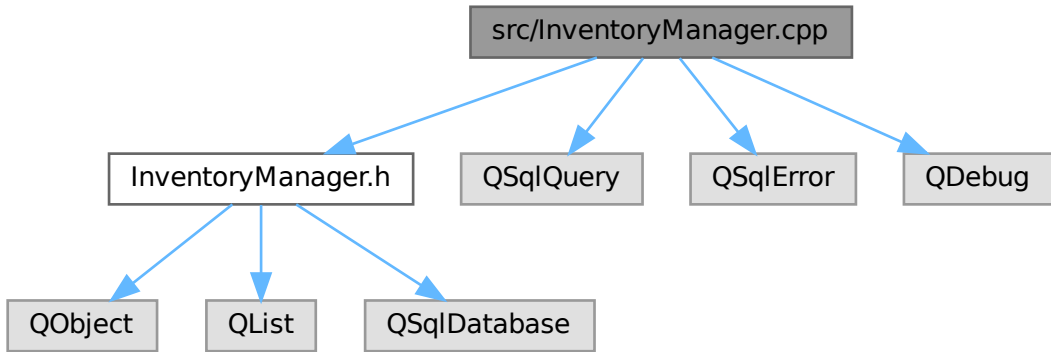 src/InventoryManager.cpp
InventoryManager.h
QSqlQuery
QSqlError
QDebug
QObject
QList
QSqlDatabase